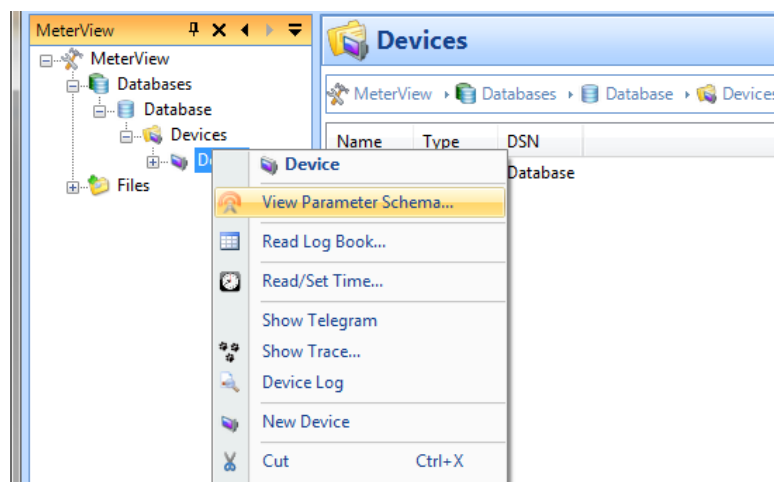 MeterView
MeterView
Databases
Database
Devices
Files
Devices
MeterView Databases Database Devices
Name Type DSN
Database
Device
View Parameter Schema...
Read Log Book...
Read/Set Time...
Show Telegram
Show Trace...
Device Log
New Device
Cut Ctrl+X